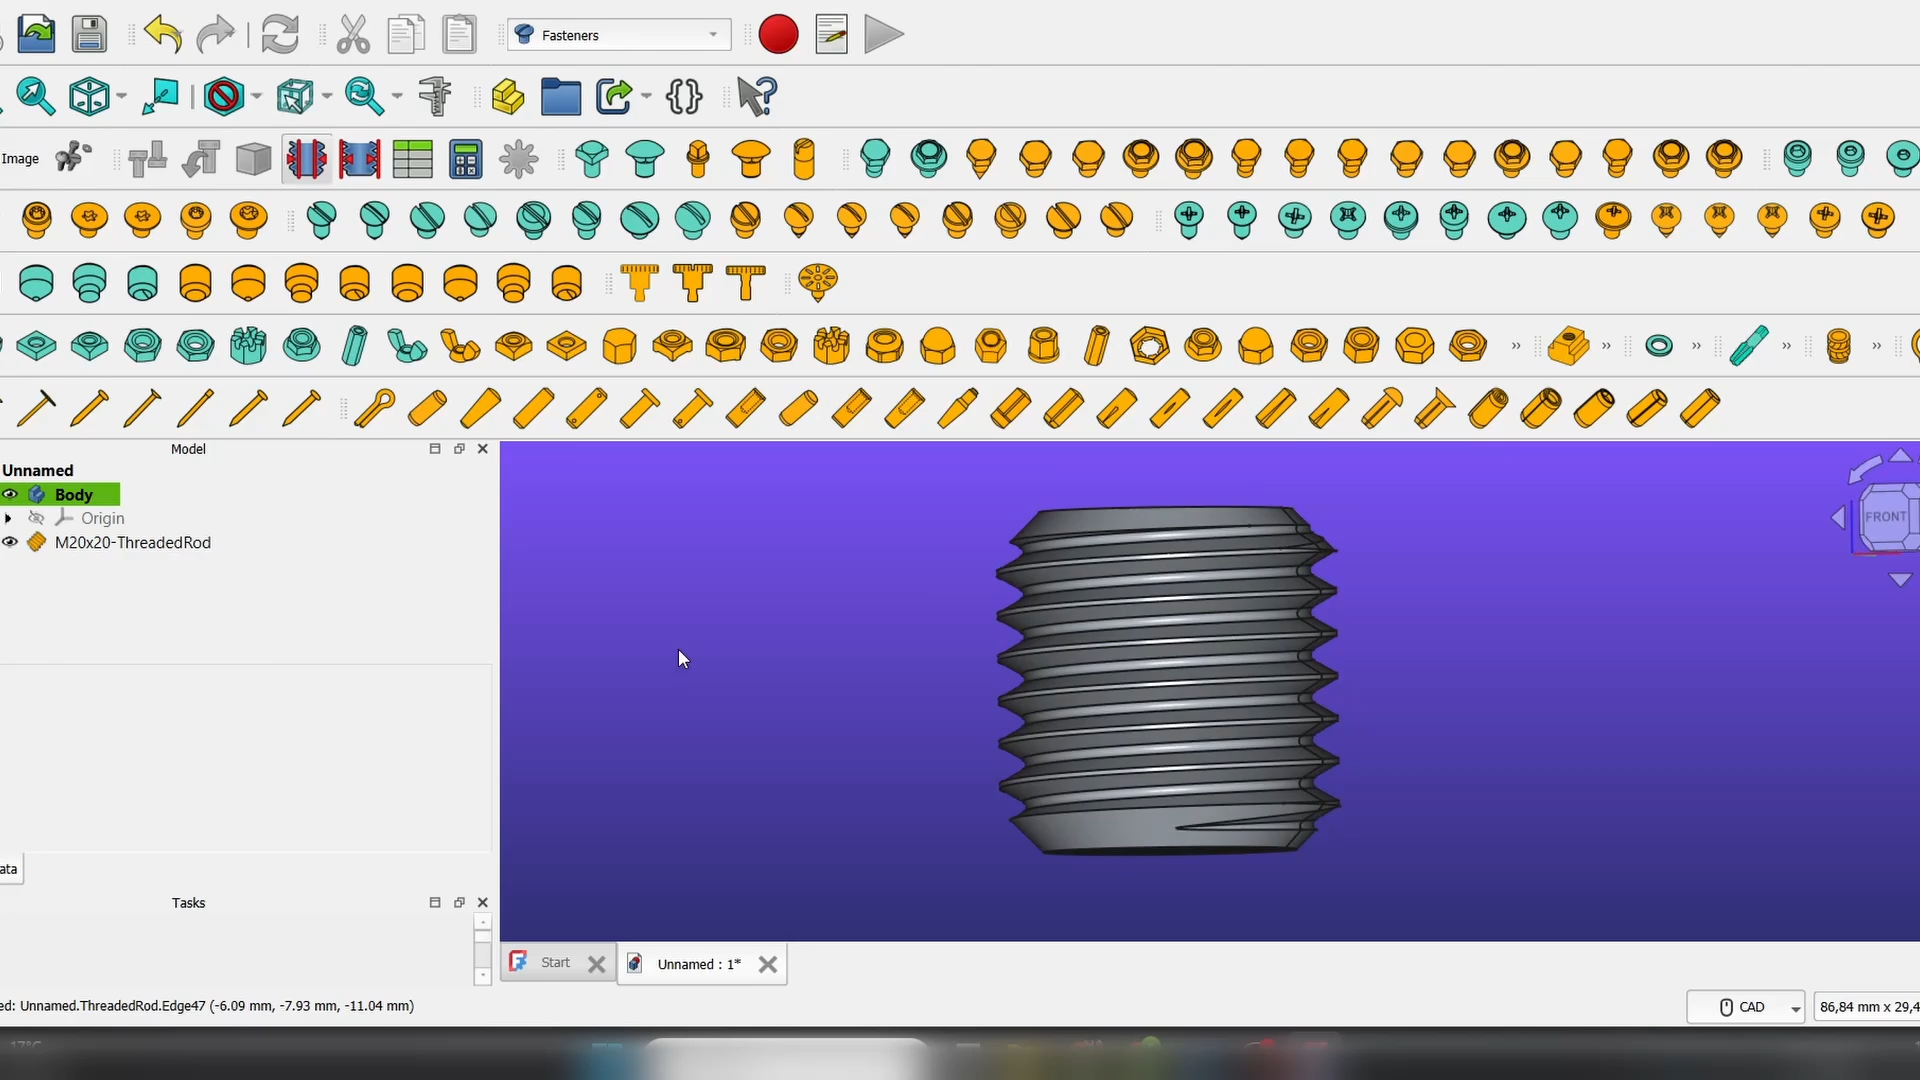 Fasteners
Image
Model
Unnamed
Body
Origin
M20x20-ThreadedRod
FRONT
ata
Tasks
Start
Unnamed : 1*
ed: Unnamed.ThreadedRod.Edge47 (-6.09 mm, -7.93 mm, -11.04 mm)
CAD
86,84 mm x 29,4
17°C